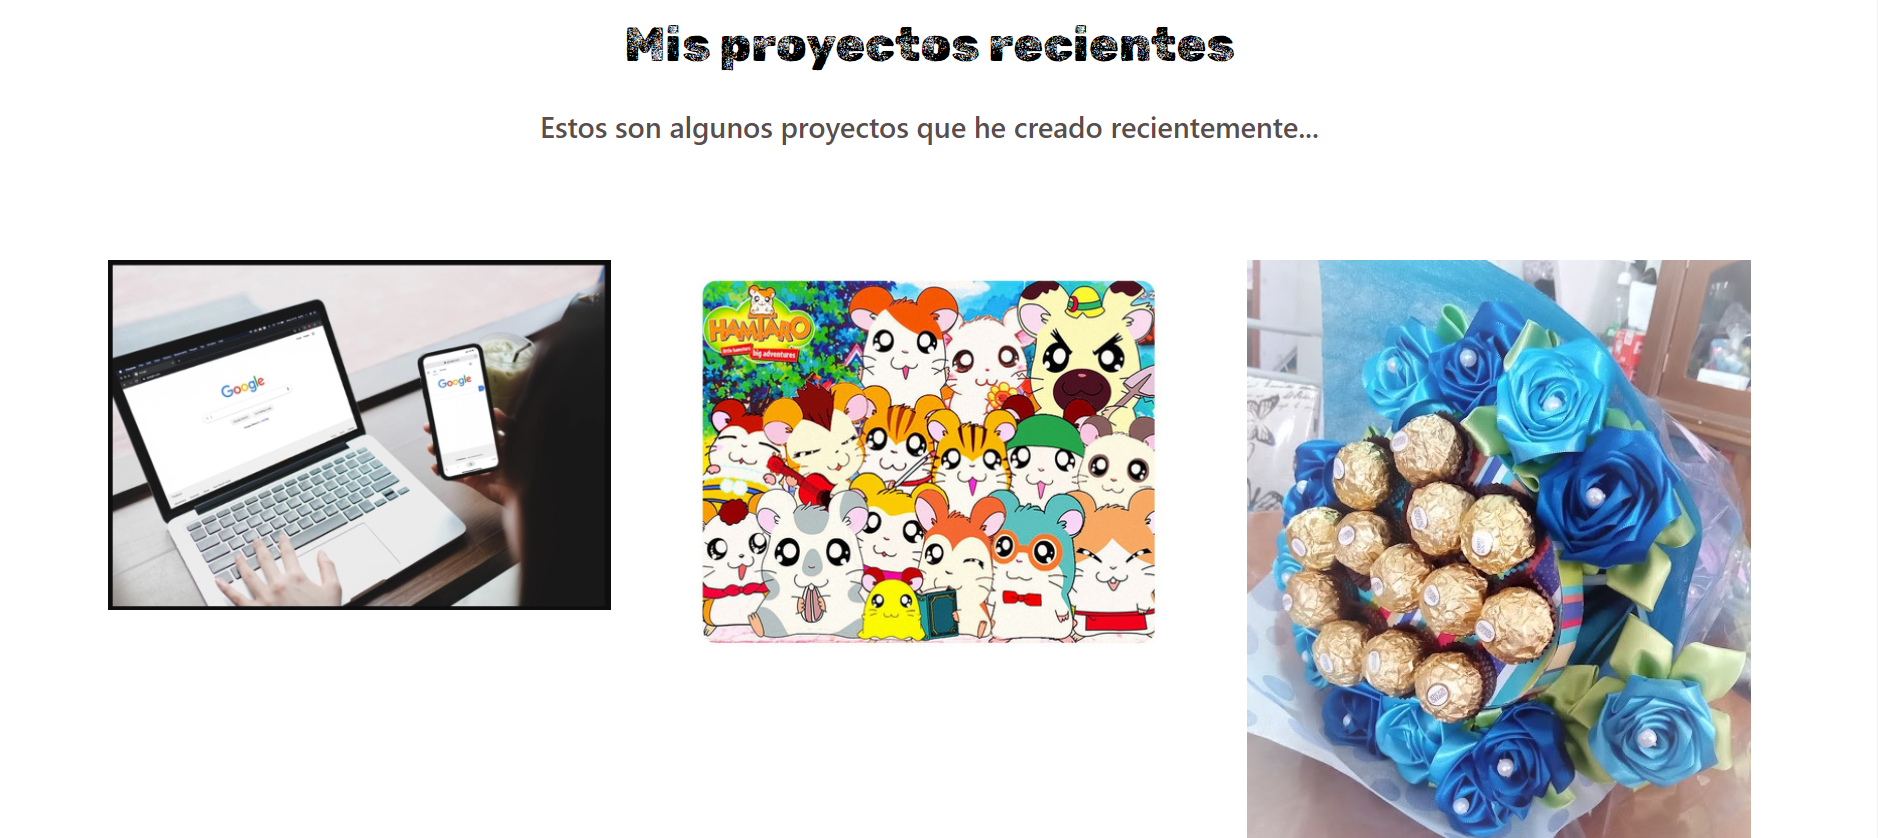 Mis proyectos recientes
Estos son algunos proyectos que he creado recientemente...
Google
Google
HAMTARO
little hamsters big adventures